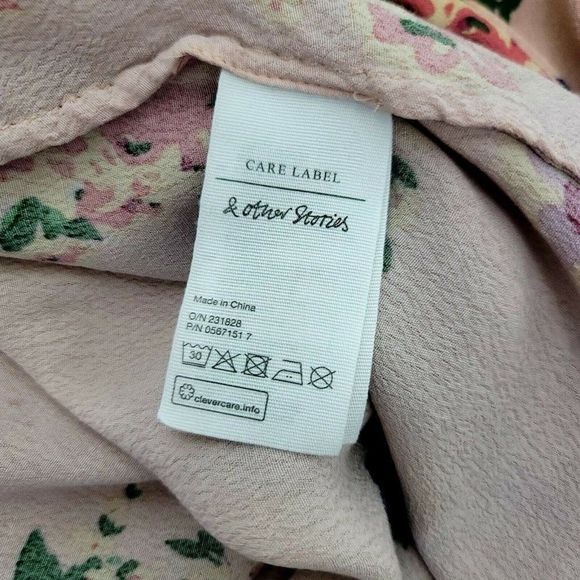 CARE LABEL
& other Stories
Made in China
O/N 231828
P/N 0567151 7
30
clevercare.info